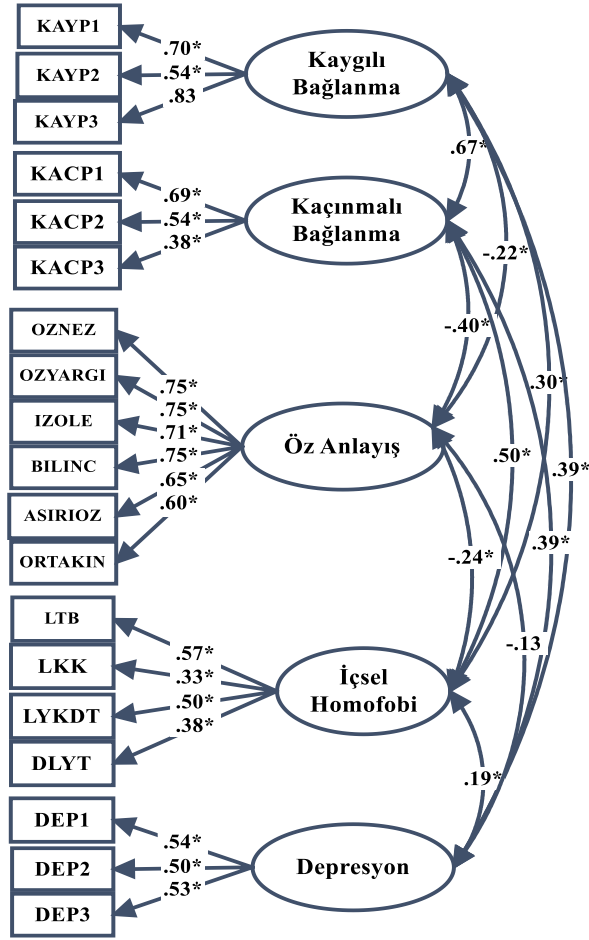 KAYP1
KAYP2
KAYP3
.70*
.54*
.83
Kaygılı
Bağlanma
.67*
KACP1
KACP2
KACP3
.69*
.54*
.38*
Kaçınmalı
Bağlanma
-.22*
-.40*
.30*
.50*
.39*
.39*
OZNEZ
OZYARGI
IZOLE
BILINC
ASIRIOZ
ORTAKIN
.75*
.75*
.71*
.75*
.65*
.60*
Öz Anlayış
-.24*
-.13
LTB
LKK
LYKDT
DLYT
.57*
.33*
.50*
.38*
İçsel
Homofobi
.19*
DEP1
DEP2
DEP3
.54*
.50*
.53*
Depresyon